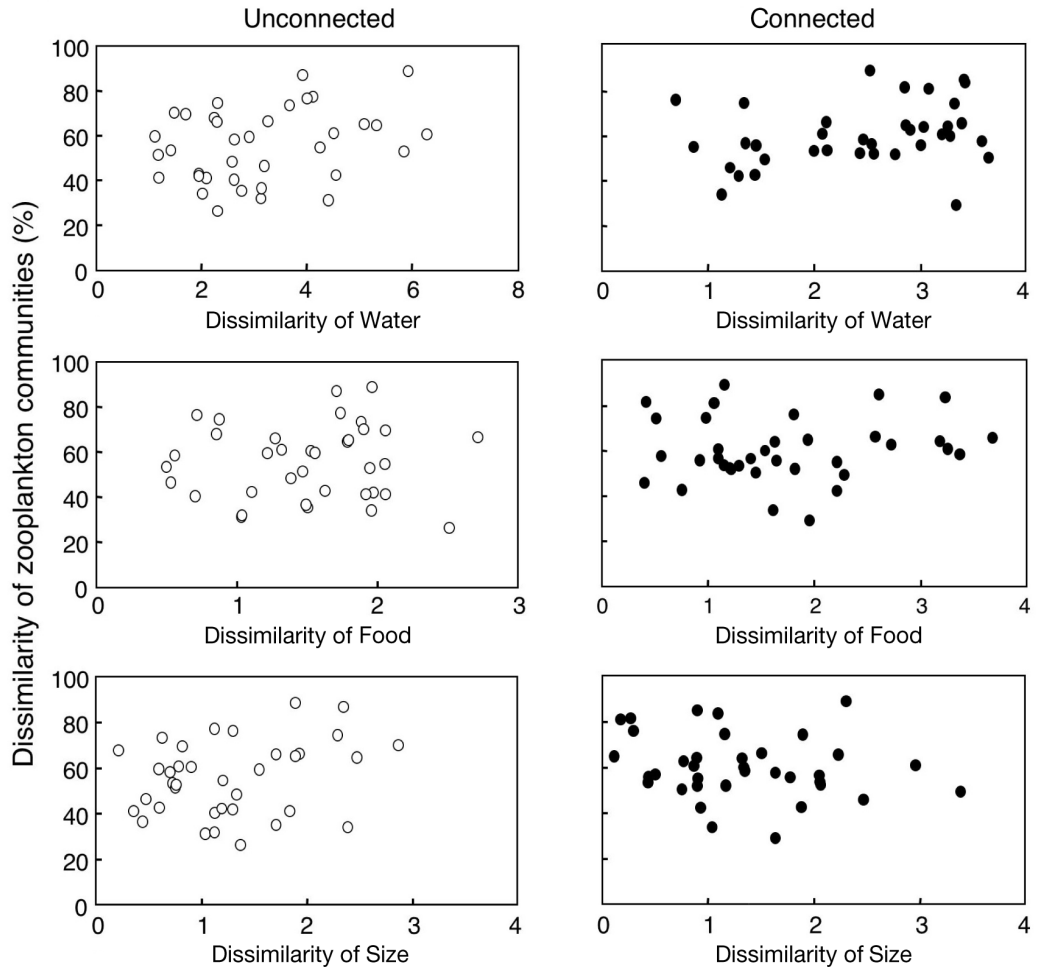 Unconnected
Connected
Dissimilarity of zooplankton communities (%)
100
80
60
40
20
0
0 2 4 6 8
Dissimilarity of Water
0 1 2 3 4
Dissimilarity of Water
100
80
60
40
20
0
0 1 2 3
Dissimilarity of Food
0 1 2 3 4
Dissimilarity of Food
100
80
60
40
20
0
0 1 2 3 4
Dissimilarity of Size
0 1 2 3 4
Dissimilarity of Size